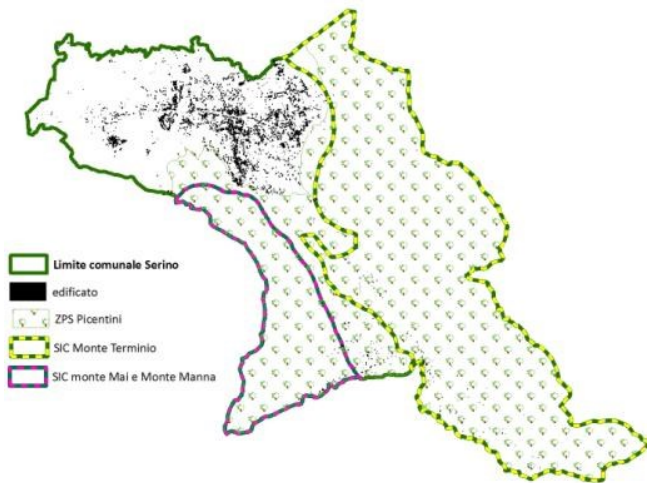 Limite comunale Serino
edificato
ZPS Picentini
SIC Monte Terminio
SIC monte Mai e Monte Manna